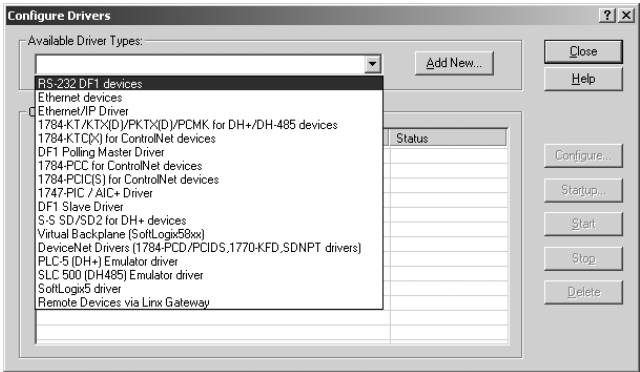 Configure Drivers
? ×
Available Driver Types:
Add New...
Close
Help
RS-232 DF1 devices
Ethernet devices
Ethernet/IP Driver
1784-KT/KTX(D)/PKTX(D)/PCMK for DH+/DH-485 devices
1784-KTC(X) for ControlNet devices
DF1 Polling Master Driver
1784-PCC for ControlNet devices
1784-PCIC(S) for ControlNet devices
1747-PIC / AIC+ Driver
DF1 Slave Driver
S-S SD/SD2 for DH+ devices
Virtual Backplane (SoftLogix58xx)
DeviceNet Drivers (1784-PCD/PCIDS,1770-KFD,SDNPT drivers)
PLC-5 (DH+) Emulator driver
SLC 500 (DH485) Emulator driver
SoftLogix5 driver
Remote Devices via Linx Gateway
Status
Configure...
Startup...
Start
Stop
Delete